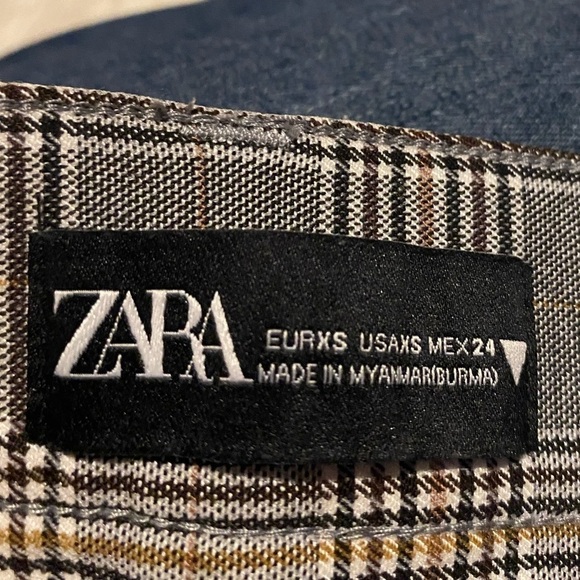 ZARA
EURXS USAXS MEX24
MADE IN MYANMAR(BURMA)